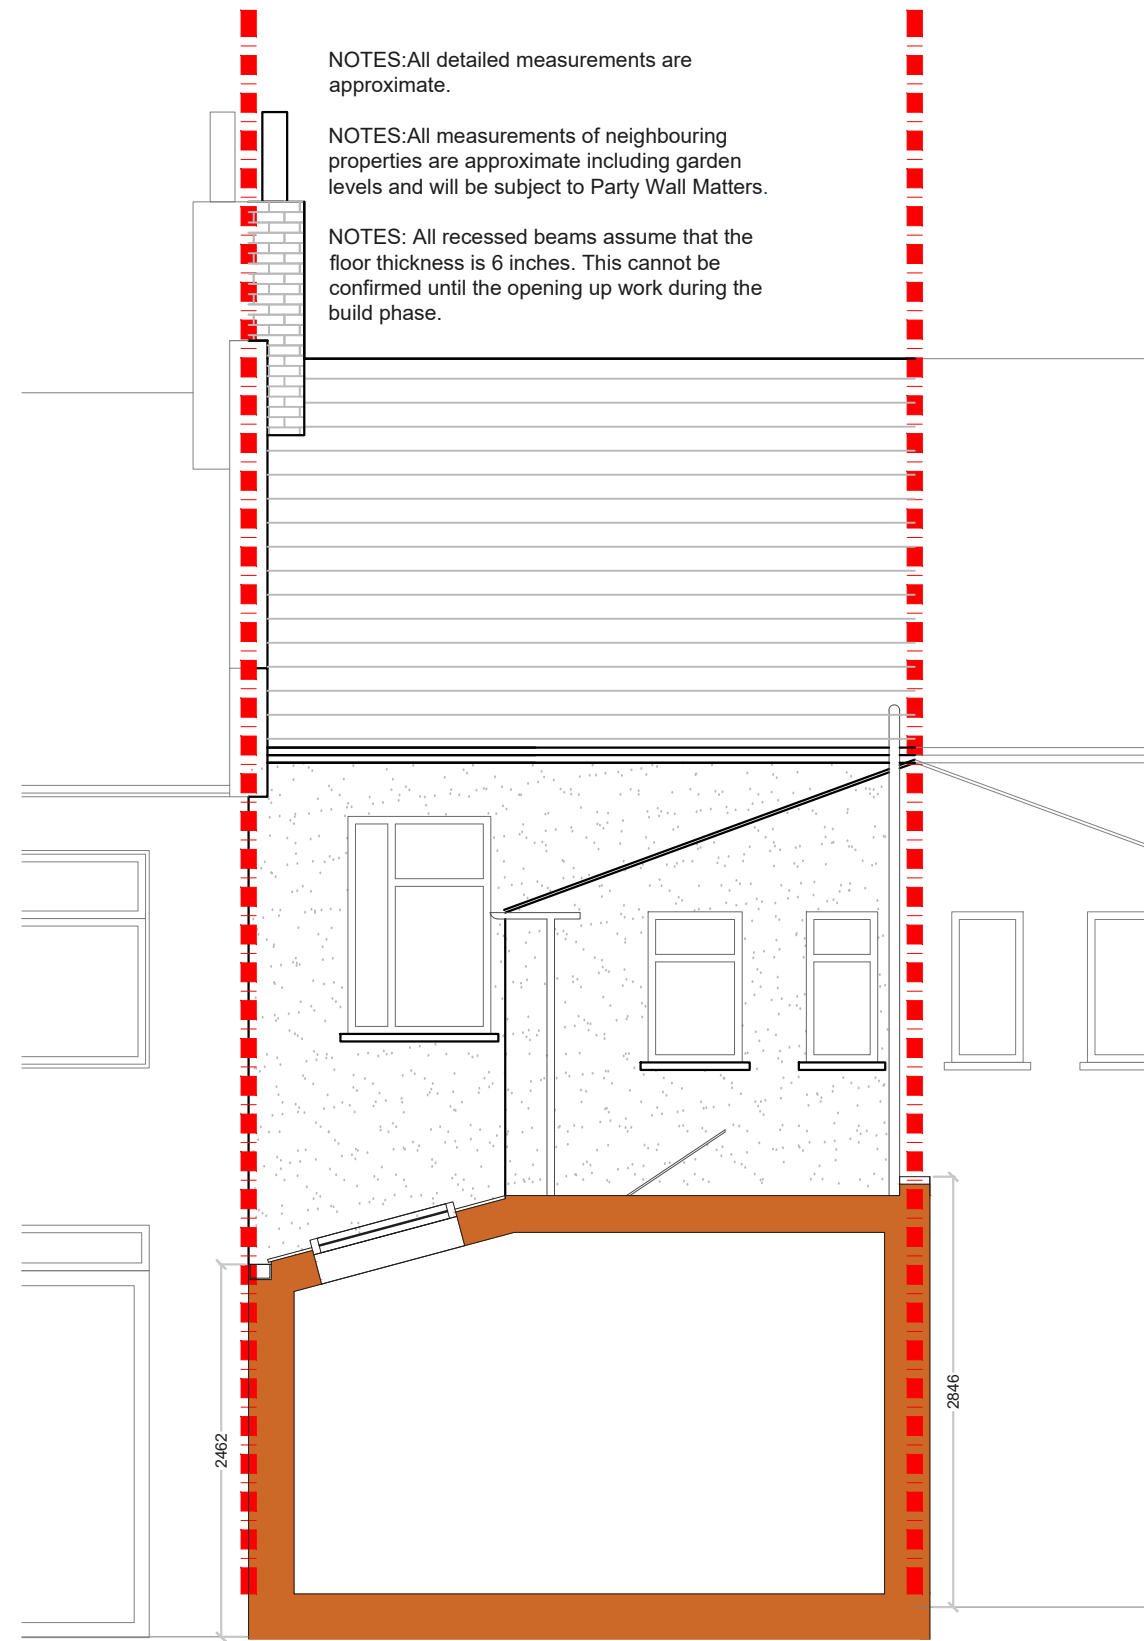 NOTES:All detailed measurements are
approximate.
NOTES:All measurements of neighbouring
properties are approximate including garden
levels and will be subject to Party Wall Matters.
NOTES: All recessed beams assume that the
floor thickness is 6 inches. This cannot be
confirmed until the opening up work during the
build phase.
2462
2846